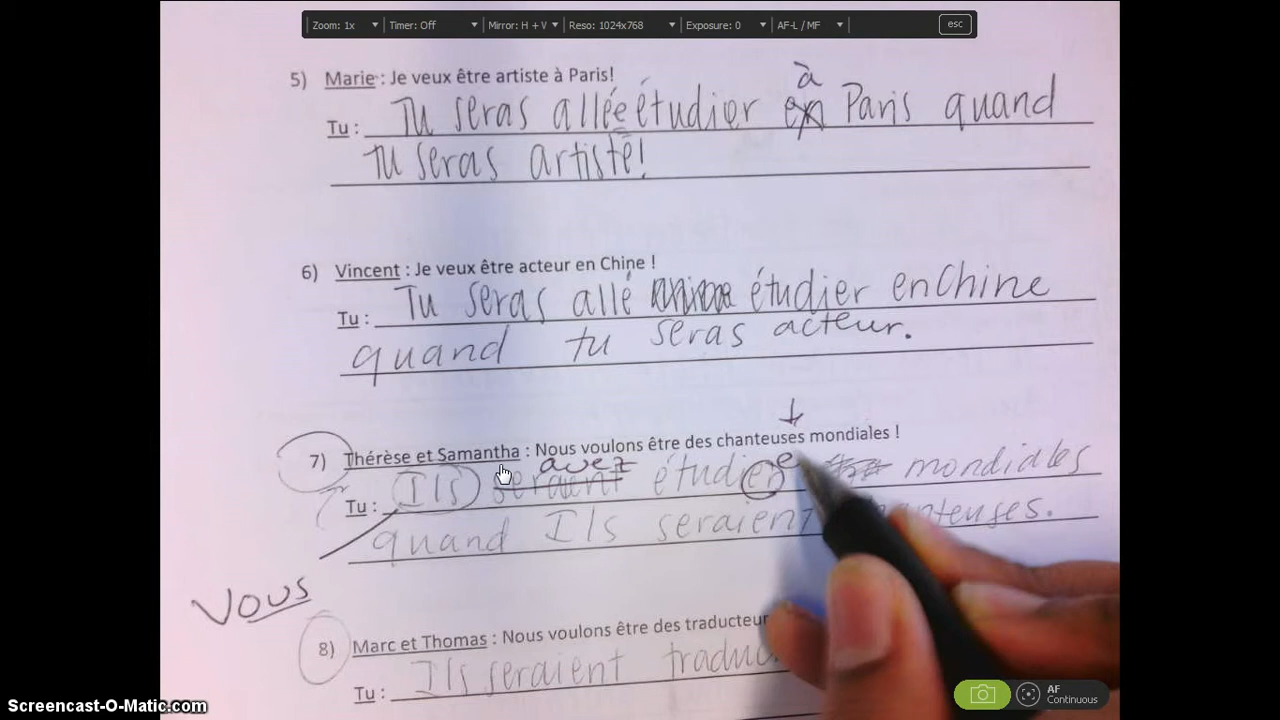 Zoom: 1x Timer: Off Mirror: H + V Reso: 1024x768 Exposure: 0 AF-L / MF esc
5) Marie : Je veux être artiste à Paris!
à
Tu : Tu seras allée étudier en Paris quand
tu seras artiste!
6) Vincent : Je veux être acteur en Chine !
Tu : Tu seras allé étudier en Chine
quand tu seras acteur.
7) Thérèse et Samantha : Nous voulons être des chanteuses mondiales !
avez é
Tu : Ils seraient étudier mondiales
quand Ils seraient chanteuses.
Vous
8) Marc et Thomas : Nous voulons être des traducteur
Tu : Ils seraient traduc
AF
Continuous
Screencast-O-Matic.com